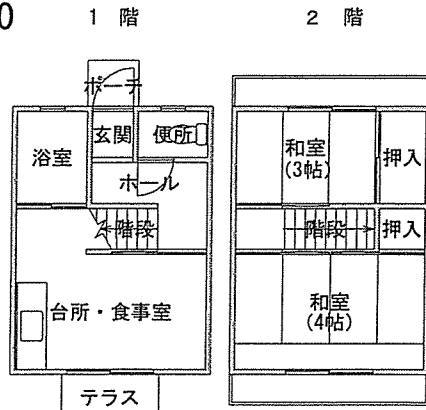 0
1 階
2 階
ポーチ
浴室
玄関
便所
ホール
階段
台所・食事室
テラス
和室
(3帖)
押入
階段
押入
和室
(4帖)